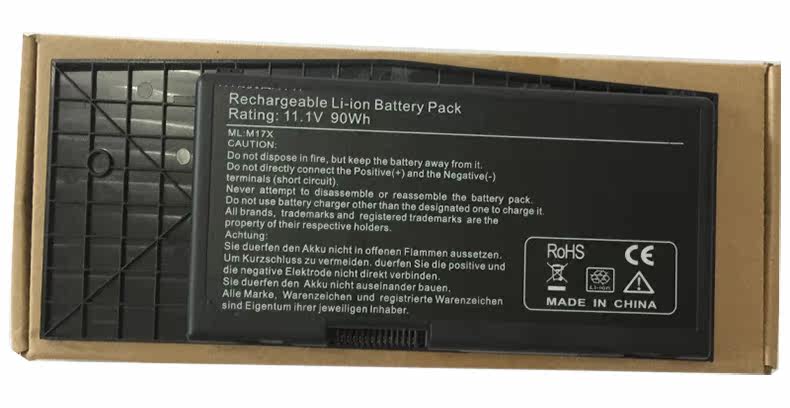 Rechargeable Li-ion Battery Pack
Rating: 11.1V 90Wh
ML:M17X
CAUTION:
Do not dispose in fire, but keep the battery away from it.
Do not directly connect the Positive(+) and the Negative(-)
terminals (short circuit).
Never attempt to disassemble or reassemble the battery pack.
Do not use battery charger other than the designated one to charge it.
All brands, trademarks and registered trademarks are the
property of their respective holders.
Achtung:
Sie duerfen den Akku nicht in offenen Flammen aussetzen.
Um Kurzschluss zu vermeiden. duerfen Sie die positive und
die negative Elektrode nicht direkt verbinden.
Sie duerfen den Akku nicht auseinander bauen.
Alle Marke, Warenzeichen und registrierte Warenzeichen
sind Eigentum ihrer jeweiligen Inhaber.
RoHS CE
Li-ion
MADE IN CHINA